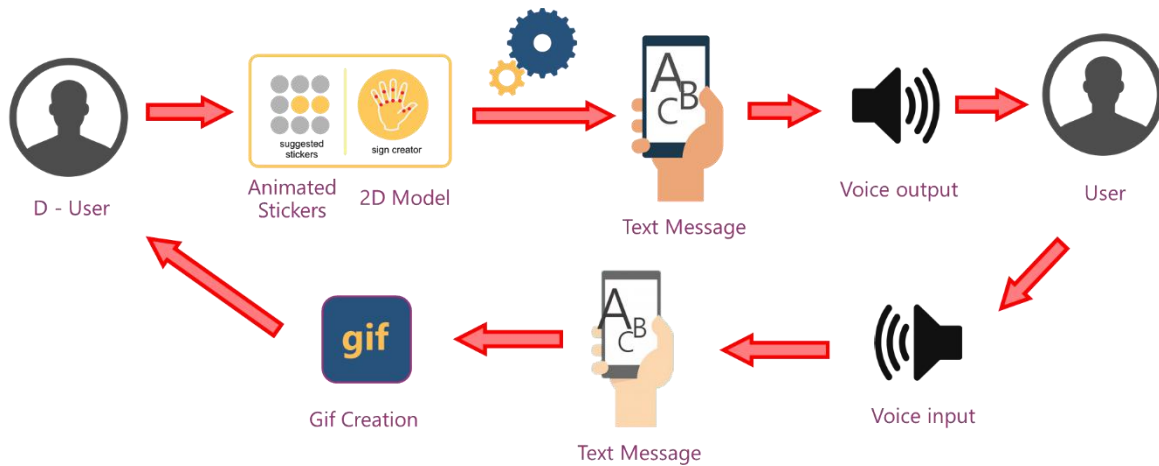 suggested
stickers
sign creator
A
B
C
D - User
Animated
Stickers
2D Model
Text Message
Voice output
User
gif
A
B
C
Gif Creation
Text Message
Voice input